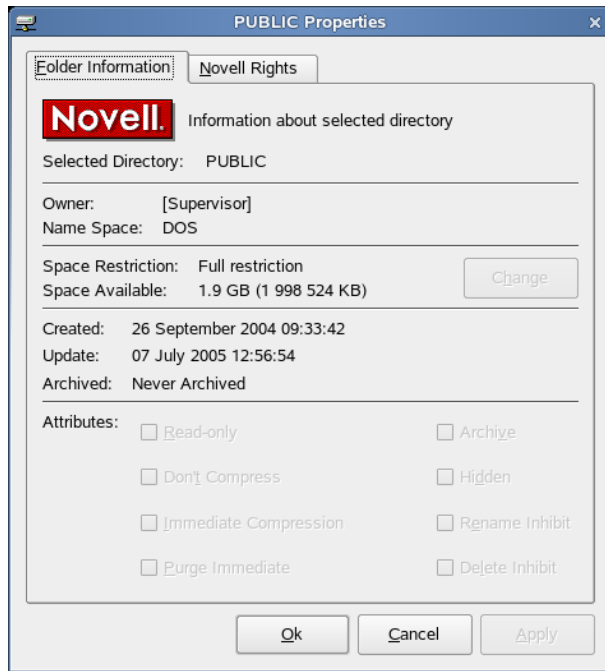 PUBLIC Properties
Folder Information
Novell Rights
Novell. Information about selected directory
Selected Directory: PUBLIC
Owner: [Supervisor]
Name Space: DOS
Space Restriction: Full restriction
Space Available: 1.9 GB (1 998 524 KB)
Change
Created: 26 September 2004 09:33:42
Update: 07 July 2005 12:56:54
Archived: Never Archived
Attributes:
Read-only
Archive
Don't Compress
Hidden
Immediate Compression
Rename Inhibit
Purge Immediate
Delete Inhibit
Ok
Cancel
Apply